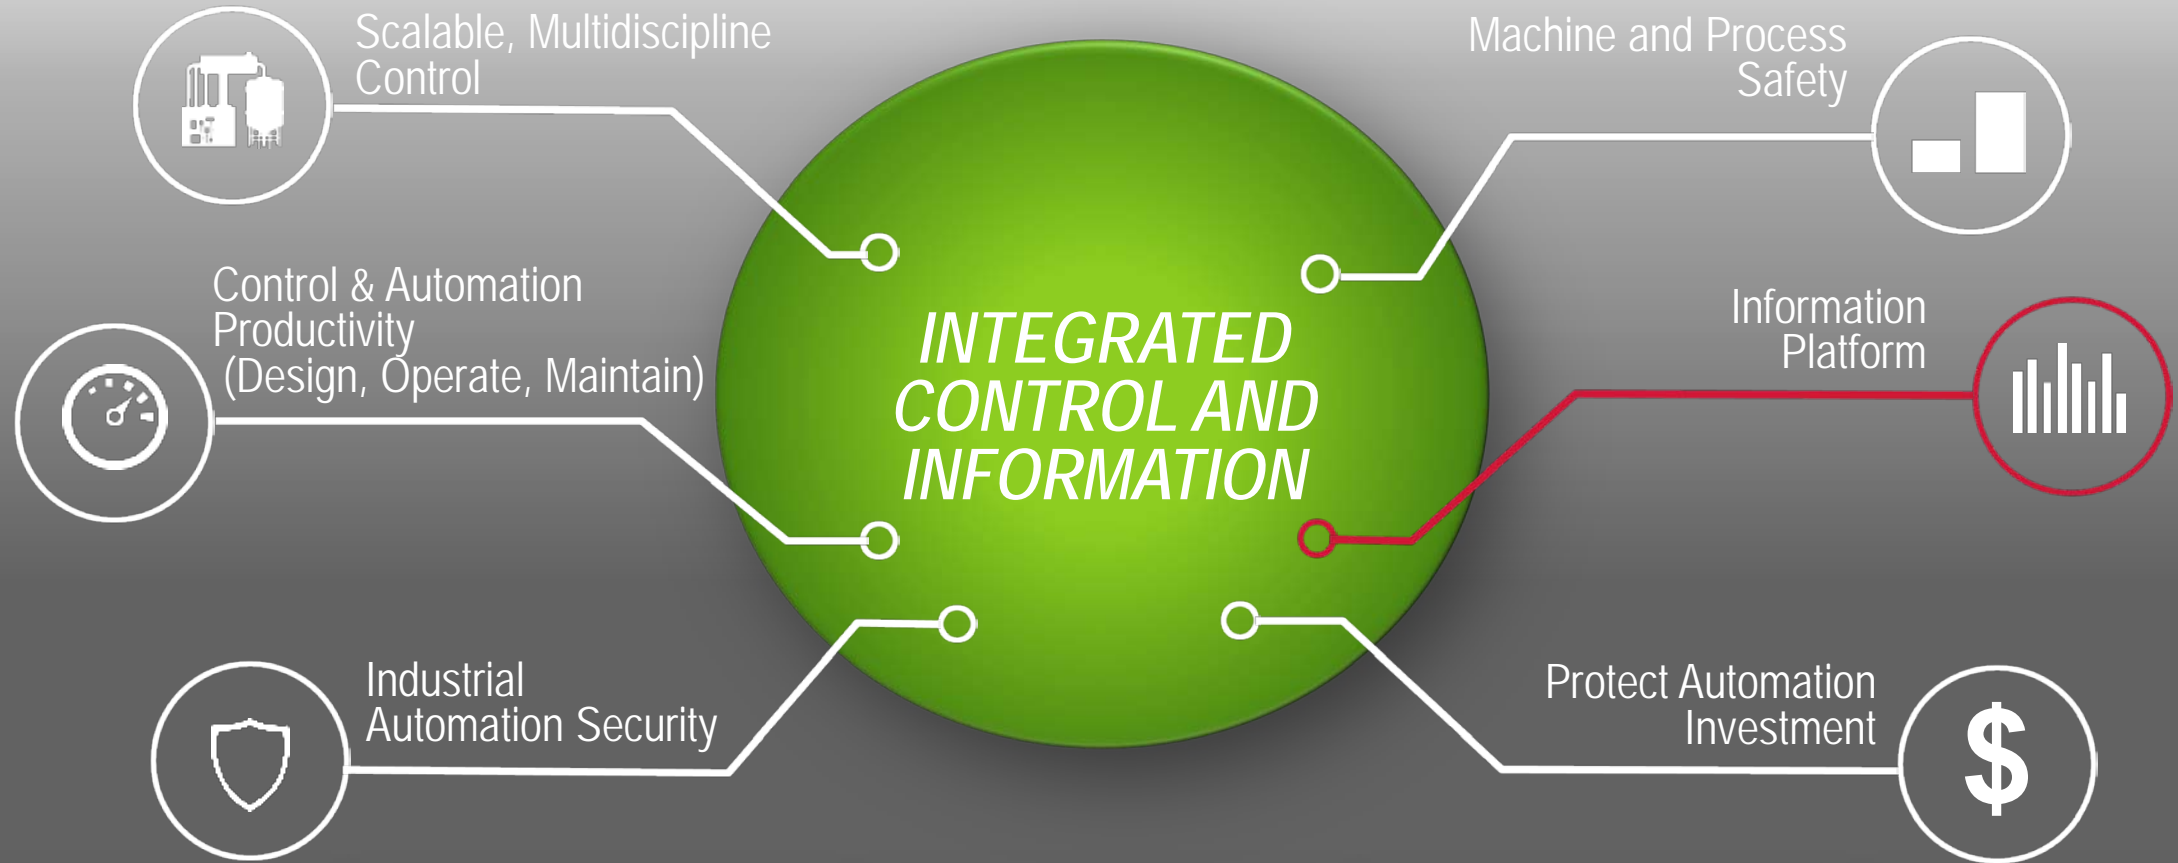 Scalable, Multidiscipline
Control
Machine and Process
Safety
Control & Automation
Productivity
(Design, Operate, Maintain)
INTEGRATED
CONTROL AND
INFORMATION
Information
Platform
Industrial
Automation Security
Protect Automation
Investment
$